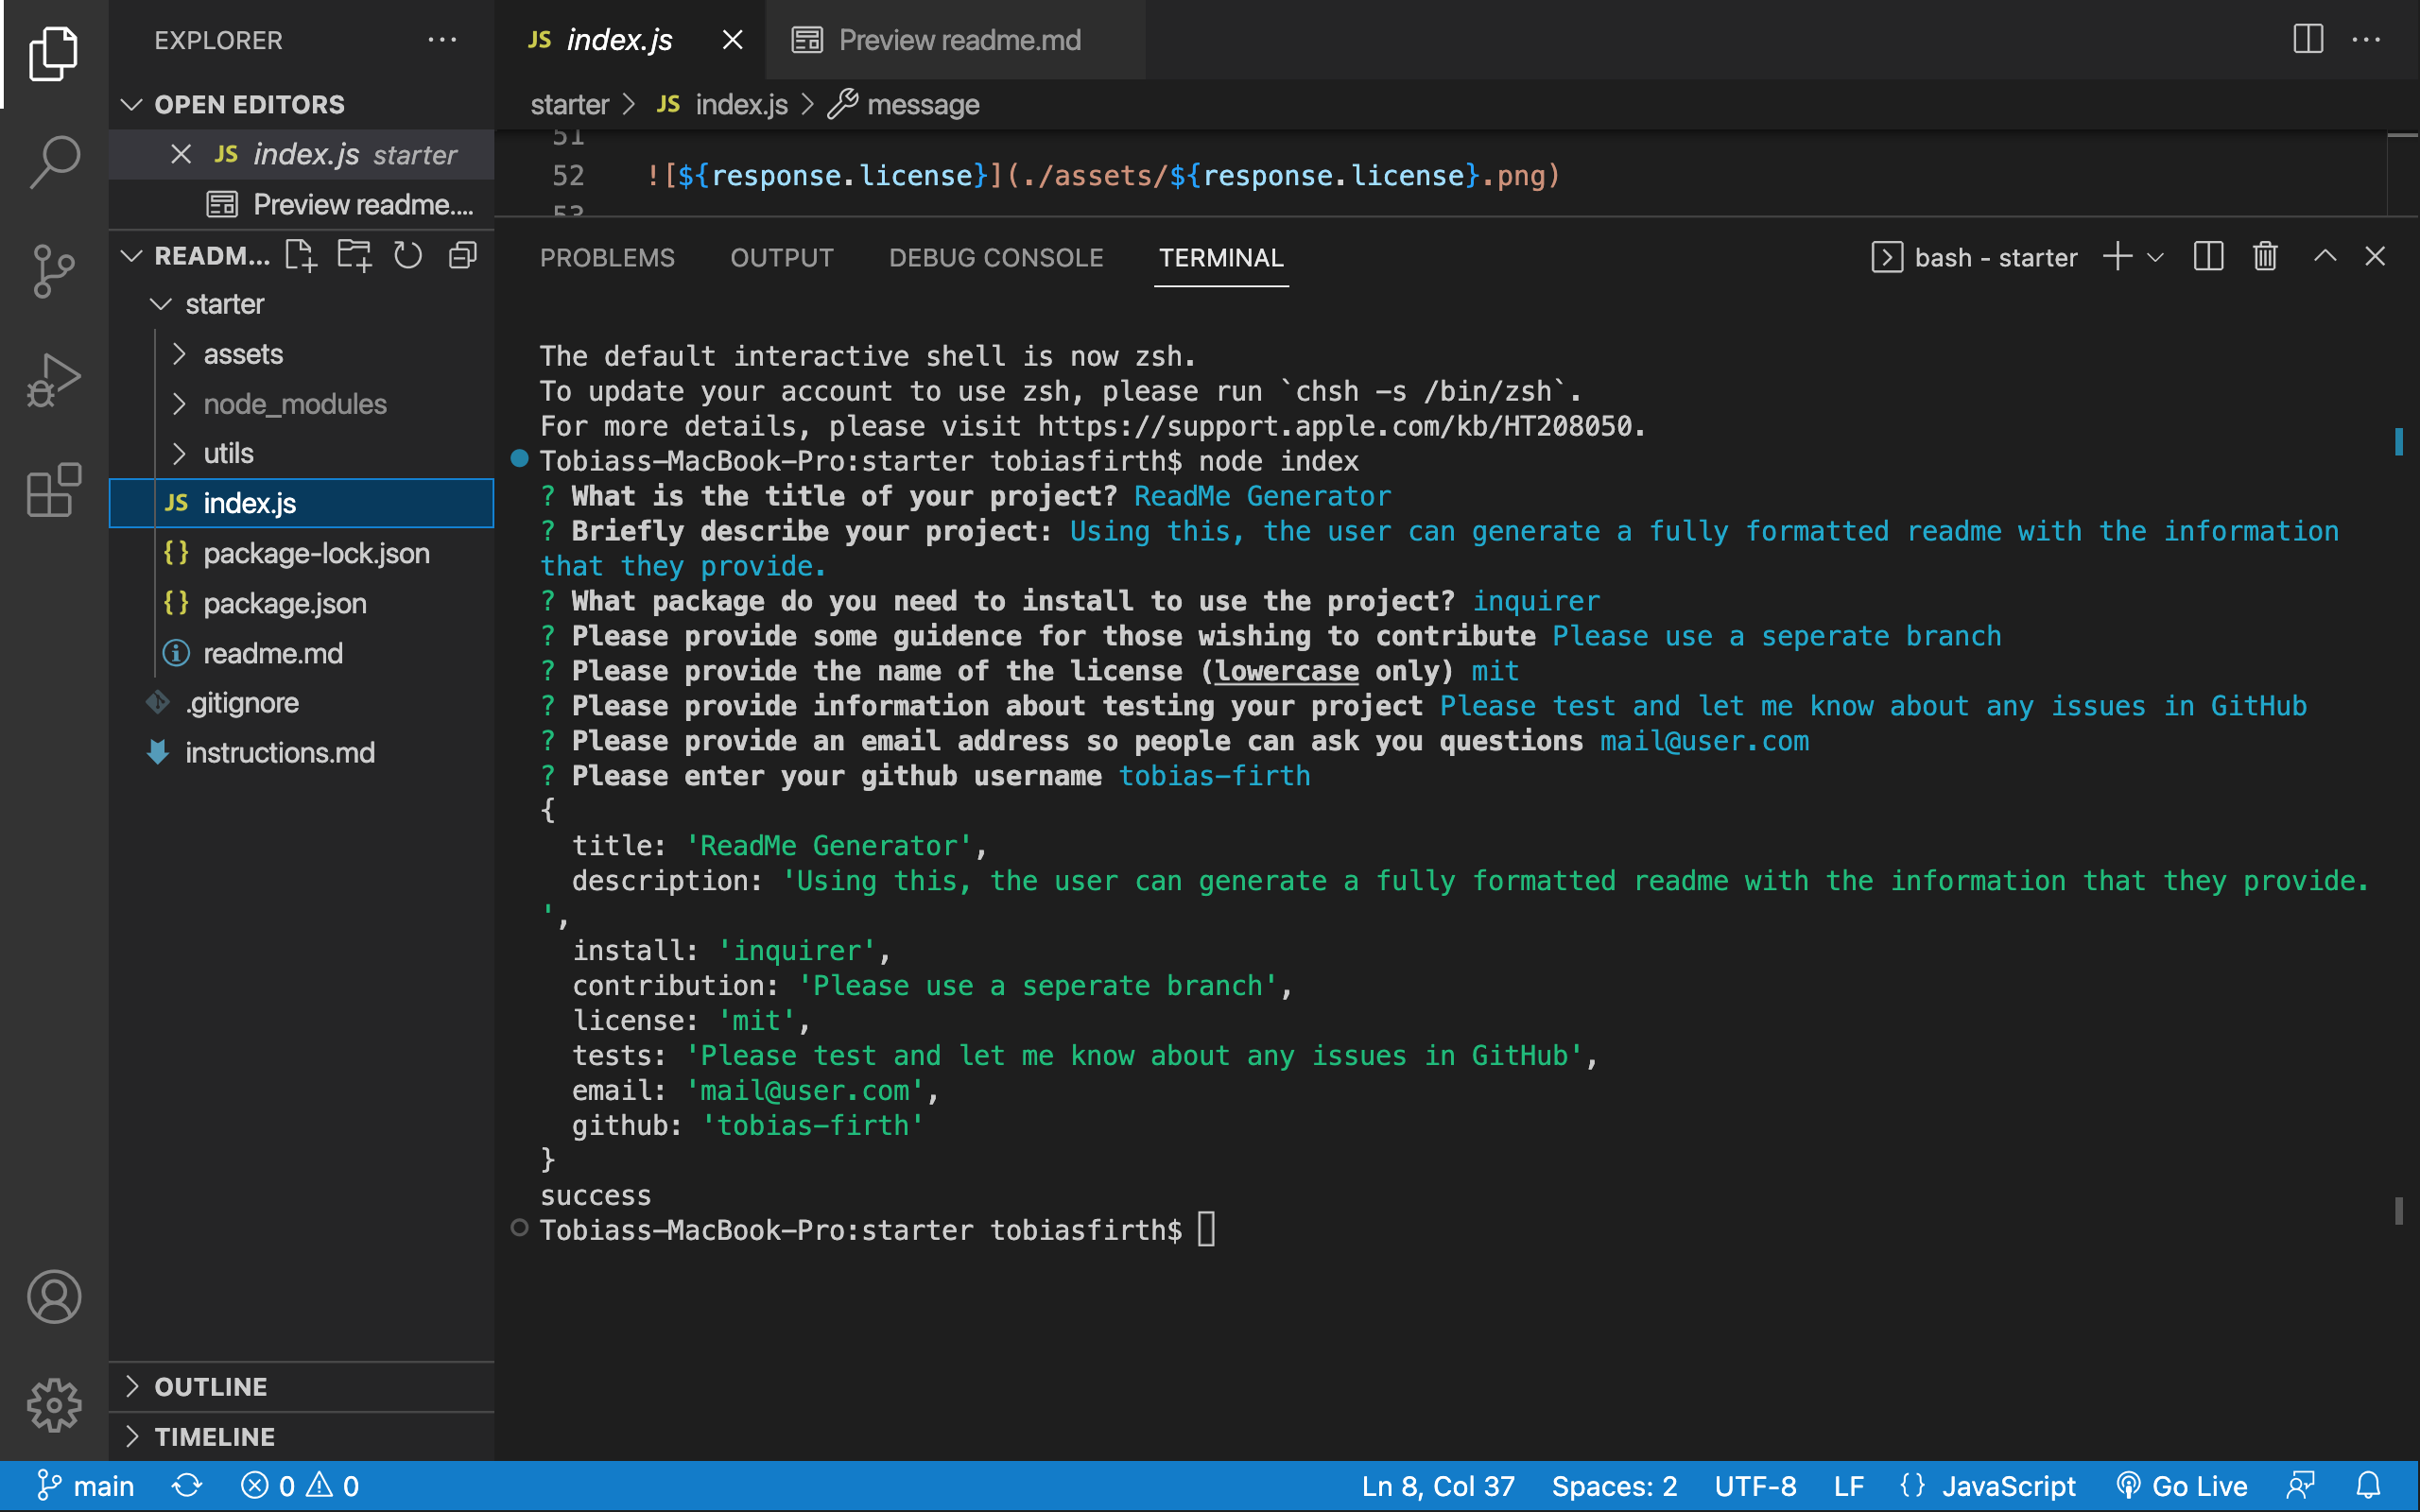 EXPLORER
OPEN EDITORS
JS index.js starter
Preview readme....
READM...
starter
assets
node_modules
utils
JS index.js
{} package-lock.json
{} package.json
readme.md
.gitignore
instructions.md
OUTLINE
TIMELINE
JS index.js
Preview readme.md
starter > JS index.js > message
51
52 ![${response.license}](./assets/${response.license}.png)
53
PROBLEMS OUTPUT DEBUG CONSOLE TERMINAL
bash - starter
The default interactive shell is now zsh.
To update your account to use zsh, please run `chsh -s /bin/zsh`.
For more details, please visit https://support.apple.com/kb/HT208050.
Tobiass-MacBook-Pro:starter tobiasfirth$ node index
? What is the title of your project? ReadMe Generator
? Briefly describe your project: Using this, the user can generate a fully formatted readme with the information
that they provide.
? What package do you need to install to use the project? inquirer
? Please provide some guidence for those wishing to contribute Please use a seperate branch
? Please provide the name of the license (lowercase only) mit
? Please provide information about testing your project Please test and let me know about any issues in GitHub
? Please provide an email address so people can ask you questions mail@user.com
? Please enter your github username tobias-firth
{
title: 'ReadMe Generator',
description: 'Using this, the user can generate a fully formatted readme with the information that they provide.
',
install: 'inquirer',
contribution: 'Please use a seperate branch',
license: 'mit',
tests: 'Please test and let me know about any issues in GitHub',
email: 'mail@user.com',
github: 'tobias-firth'
}
success
Tobiass-MacBook-Pro:starter tobiasfirth$
main 0 0 Ln 8, Col 37 Spaces: 2 UTF-8 LF {} JavaScript Go Live